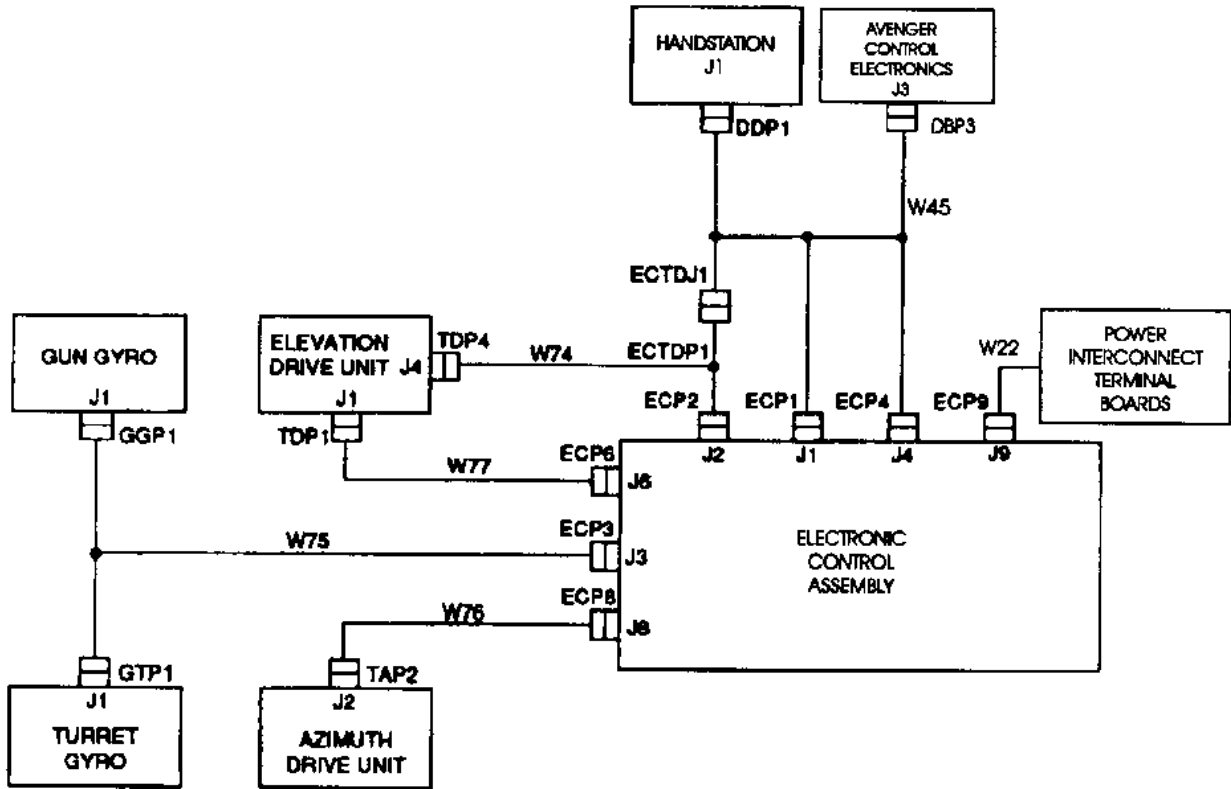 HANDSTATION
J1
DDP1
AVENGER
CONTROL
ELECTRONICS
J3
DBP3
W45
ECTDJ1
GUN GYRO
J1
GGP1
ELEVATION
DRIVE UNIT
J4
J1
TDP4
W74
ECTDP1
W22
POWER
INTERCONNECT
TERMINAL
BOARDS
TDP1
ECP2
ECP1
ECP4
ECP9
J2
J1
J4
J9
W77
ECP6
J6
W75
ECP3
J3
W76
ECP8
J8
ELECTRONIC
CONTROL
ASSEMBLY
GTP1
J1
TURRET
GYRO
TAP2
J2
AZIMUTH
DRIVE UNIT